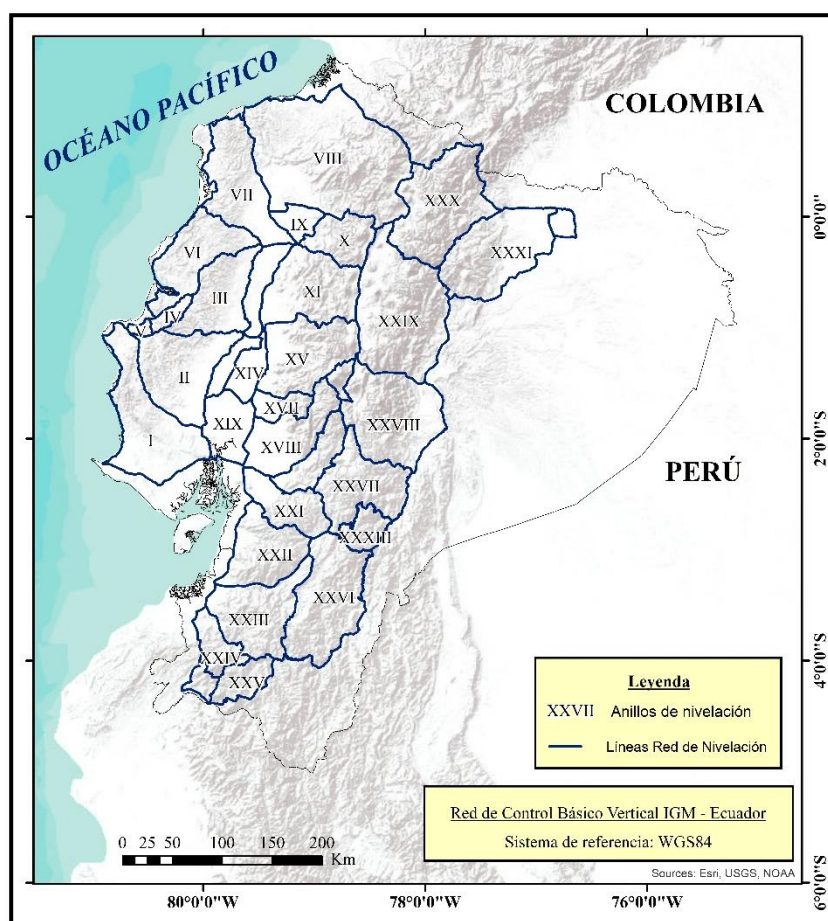 OCÉANO PACÍFICO
COLOMBIA
PERÚ
VIII
VII
XXX
IX
X
XXXI
VI
III
XI
IV
V
XXIX
XV
II
XIV
XVII
XIX
XXVIII
I
XVIII
XXVII
XXI
XXXIII
XXII
XXVI
XXIII
XXIV
XXV
Leyenda
XXVII Anillos de nivelación
Líneas Red de Nivelación
Red de Control Básico Vertical IGM - Ecuador
Sistema de referencia: WGS84
0 25 50 100 150 200
Km
Sources: Esri, USGS, NOAA
0°0'0"
2°0'0"S
4°0'0"S
6°0'0"S
80°0'0"W
78°0'0"W
76°0'0"W